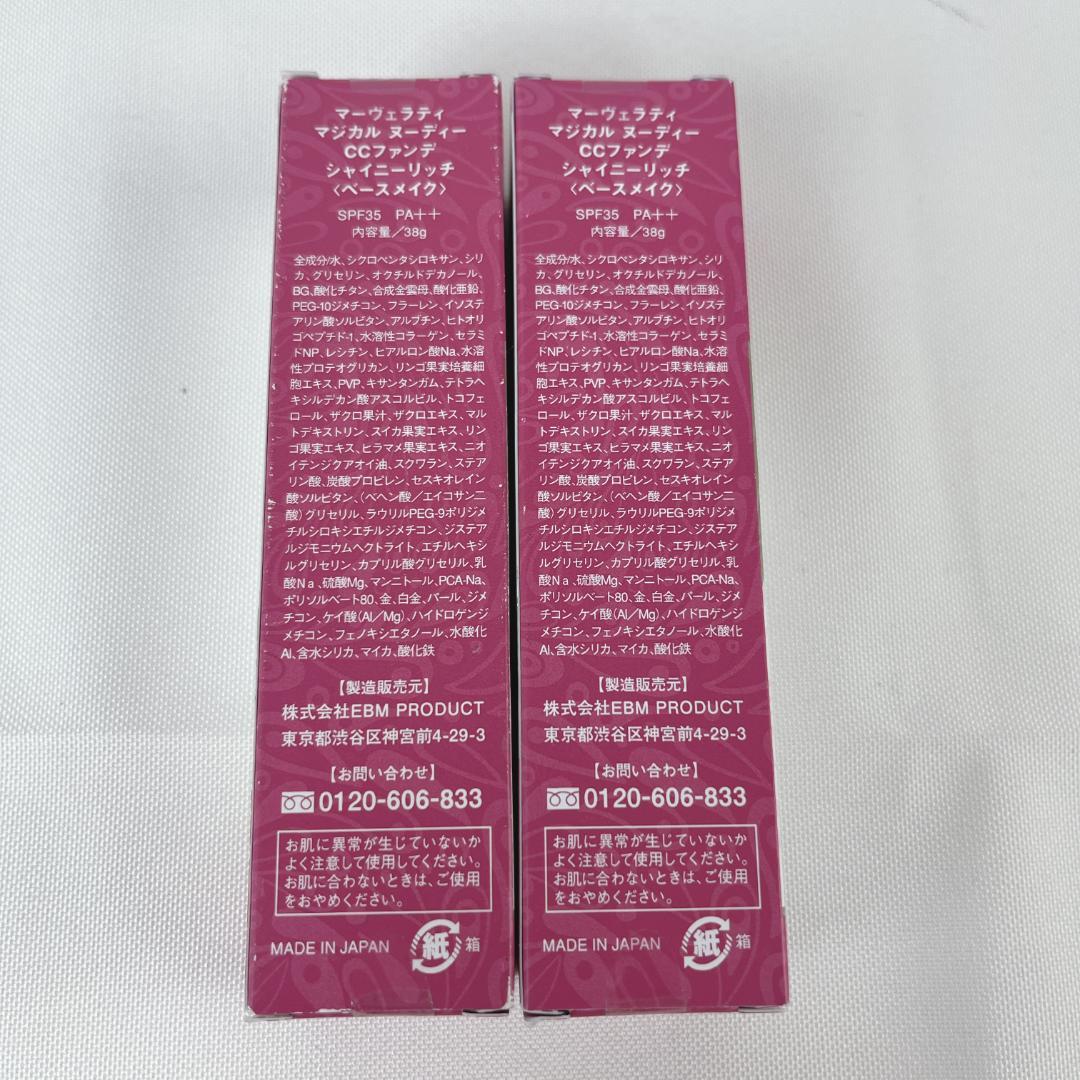 マーヴェラティ
マジカル ヌーディー
CCファンデ
シャイニーリッチ
〈ベースメイク〉
SPF35 PA++
内容量／38g
全成分/水、シクロペンタシロキサン、シリ
カ、グリセリン、オクチルドデカノール、
BG、酸化チタン、合成金雲母、酸化亜鉛、
PEG-10ジメチコン、フラーレン、イソステ
アリン酸ソルビタン、アルブチン、ヒトオリ
ゴペプチド-1、水溶性コラーゲン、セラミ
ドNP、レシチン、ヒアルロン酸Na、水溶
性プロテオグリカン、リンゴ果実培養細
胞エキス、PVP、キサンタンガム、テトラヘ
キシルデカン酸アスコルビル、トコフェ
ロール、ザクロ果汁、ザクロエキス、マル
トデキストリン、スイカ果実エキス、リン
ゴ果実エキス、ヒラマメ果実エキス、ニオ
イテンジクアオイ油、スクワラン、ステア
リン酸、炭酸プロピレン、セスキオレイン
酸ソルビタン、（ベヘン酸／エイコサン二
酸）グリセリル、ラウリルPEG-9ポリジメ
チルシロキシエチルジメチコン、ジステア
ルジモニウムヘクトライト、エチルヘキシ
ルグリセリン、カプリル酸グリセリル、乳
酸Na、硫酸Mg、マンニトール、PCA-Na、
ポリソルベート80、金、白金、パール、ジメ
チコン、ケイ酸（Al／Mg）、ハイドロゲンジ
メチコン、フェノキシエタノール、水酸化
Al、含水シリカ、マイカ、酸化鉄
【製造販売元】
株式会社EBM PRODUCT
東京都渋谷区神宮前4-29-3
【お問い合わせ】
0120-606-833
お肌に異常が生じていないか
よく注意して使用してください。
お肌に合わないときは、ご使用
をおやめください。
MADE IN JAPAN 紙 箱
マーヴェラティ
マジカル ヌーディー
CCファンデ
シャイニーリッチ
〈ベースメイク〉
SPF35 PA++
内容量／38g
全成分/水、シクロペンタシロキサン、シリ
カ、グリセリン、オクチルドデカノール、
BG、酸化チタン、合成金雲母、酸化亜鉛、
PEG-10ジメチコン、フラーレン、イソステ
アリン酸ソルビタン、アルブチン、ヒトオリ
ゴペプチド-1、水溶性コラーゲン、セラミ
ドNP、レシチン、ヒアルロン酸Na、水溶
性プロテオグリカン、リンゴ果実培養細
胞エキス、PVP、キサンタンガム、テトラヘ
キシルデカン酸アスコルビル、トコフェ
ロール、ザクロ果汁、ザクロエキス、マル
トデキストリン、スイカ果実エキス、リン
ゴ果実エキス、ヒラマメ果実エキス、ニオ
イテンジクアオイ油、スクワラン、ステア
リン酸、炭酸プロピレン、セスキオレイン
酸ソルビタン、（ベヘン酸／エイコサン二
酸）グリセリル、ラウリルPEG-9ポリジメ
チルシロキシエチルジメチコン、ジステア
ルジモニウムヘクトライト、エチルヘキシ
ルグリセリン、カプリル酸グリセリル、乳
酸Na、硫酸Mg、マンニトール、PCA-Na、
ポリソルベート80、金、白金、パール、ジメ
チコン、ケイ酸（Al／Mg）、ハイドロゲンジ
メチコン、フェノキシエタノール、水酸化
Al、含水シリカ、マイカ、酸化鉄
【製造販売元】
株式会社EBM PRODUCT
東京都渋谷区神宮前4-29-3
【お問い合わせ】
0120-606-833
お肌に異常が生じていないか
よく注意して使用してください。
お肌に合わないときは、ご使用
をおやめください。
MADE IN JAPAN 紙 箱